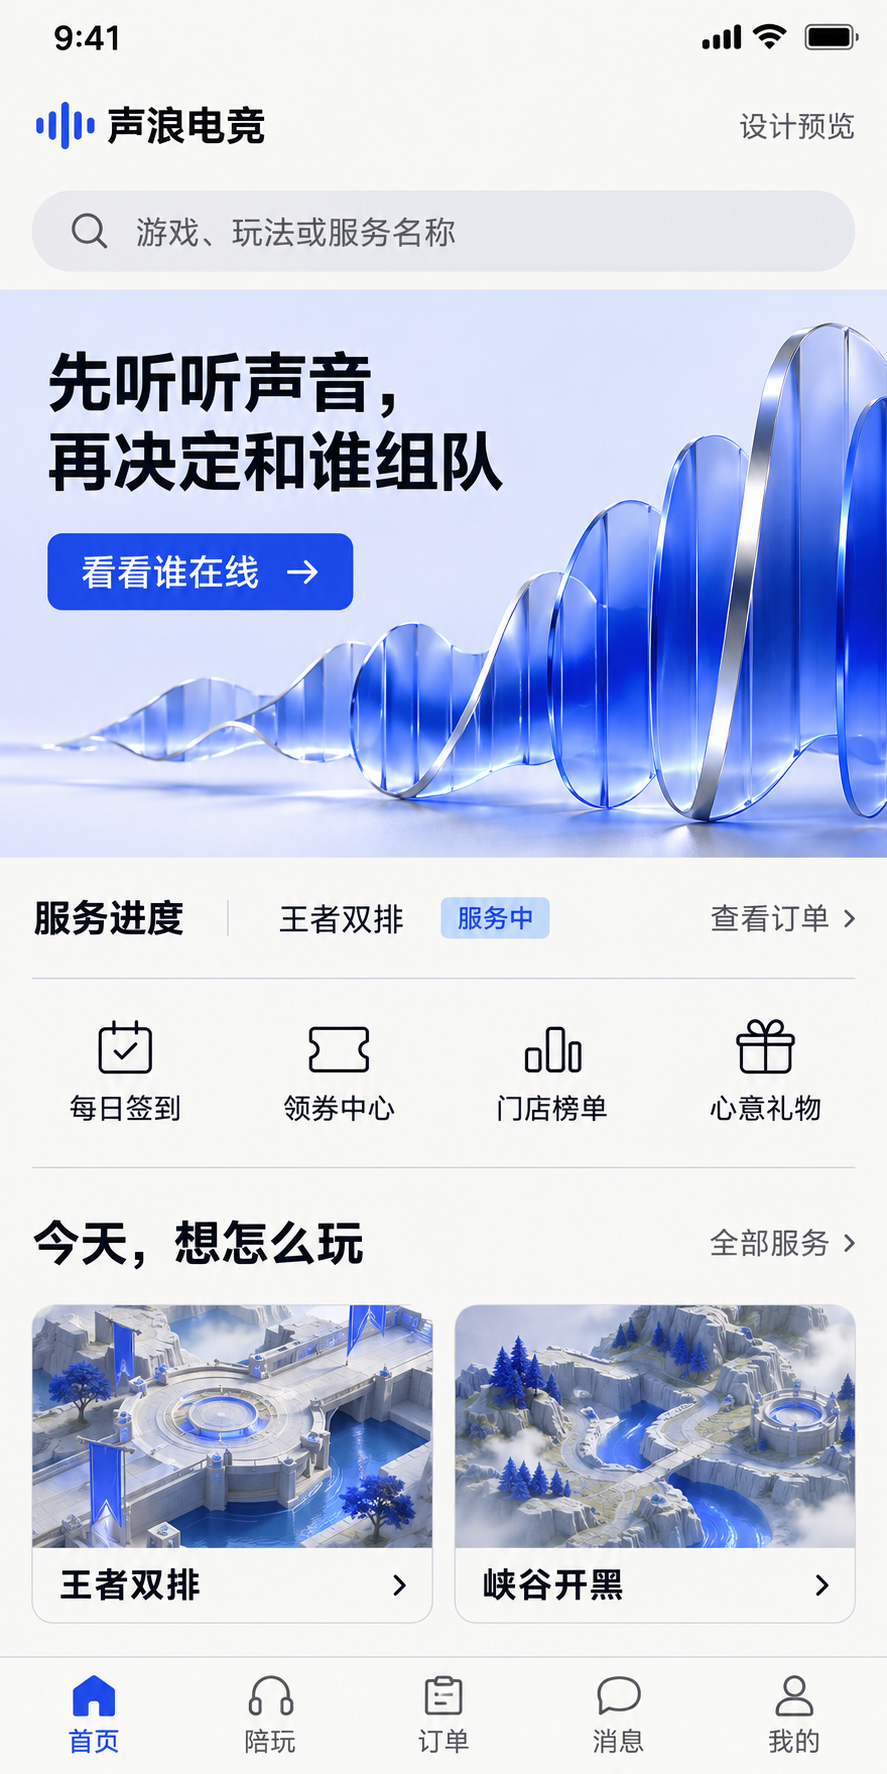 9:41
声浪电竞
设计预览
游戏、玩法或服务名称
先听听声音，
再决定和谁组队
看看谁在线 →
服务进度 王者双排 服务中 查看订单
每日签到 领券中心 门店榜单 心意礼物
今天，想怎么玩 全部服务
王者双排 峡谷开黑
首页 陪玩 订单 消息 我的